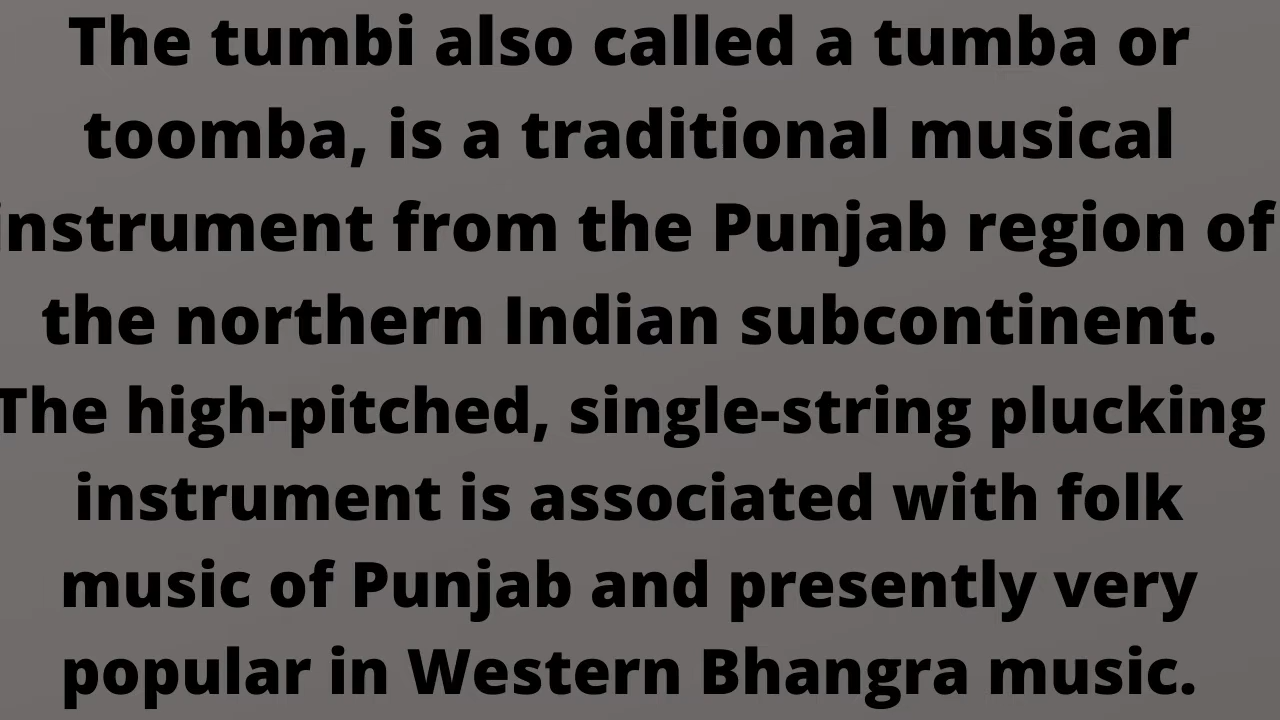 The tumbi also called a tumba or
toomba, is a traditional musical
instrument from the Punjab region of
the northern Indian subcontinent.
The high-pitched, single-string plucking
instrument is associated with folk
music of Punjab and presently very
popular in Western Bhangra music.